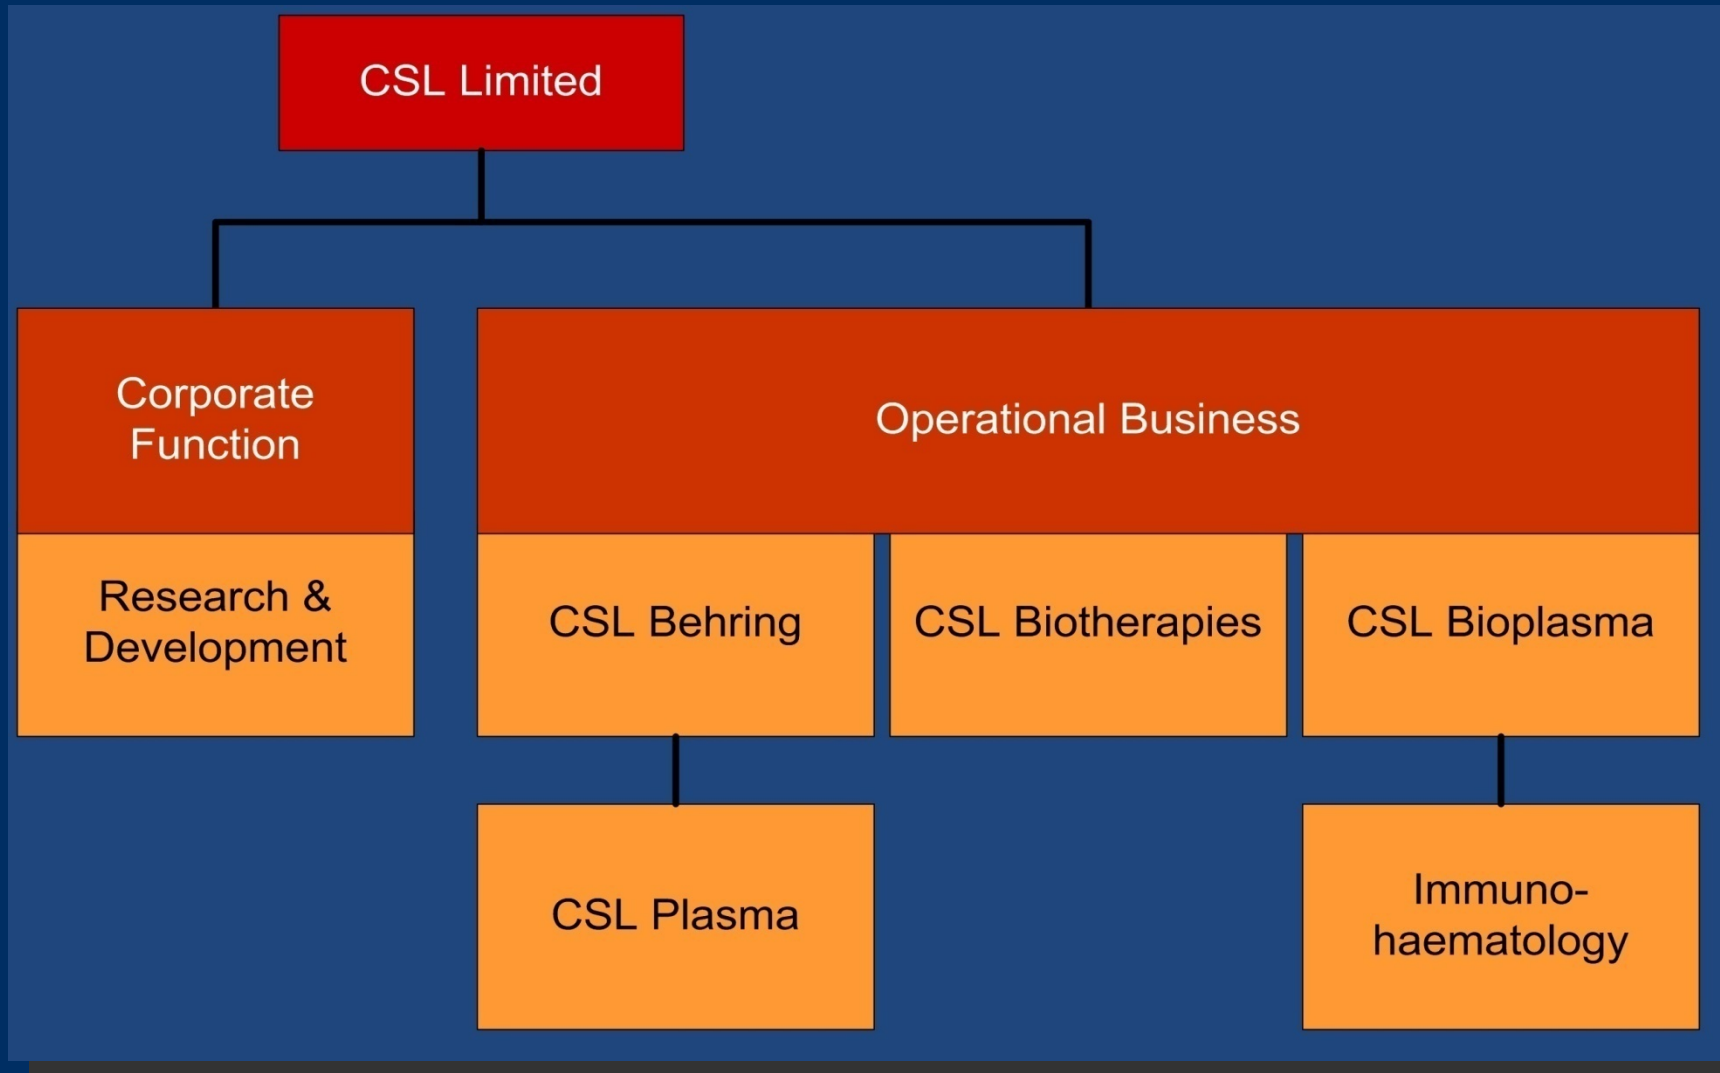 CSL Limited
Corporate
Function
Operational Business
Research &
Development
CSL Behring
CSL Biotherapies
CSL Bioplasma
CSL Plasma
Immuno-
haematology